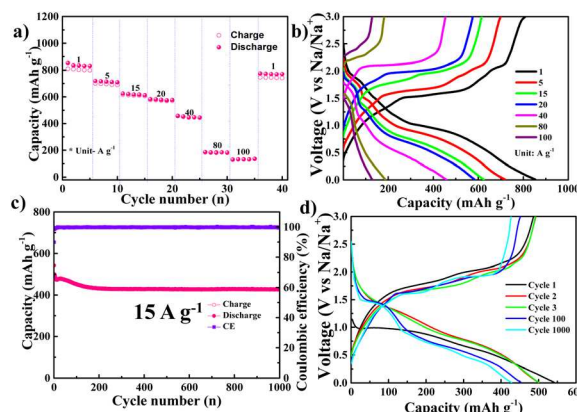 a)
Capacity (mAh g-1)
1200
1000
800
600
400
200
0
Charge
Discharge
1
5
15
20
40
80
100
1
* Unit- A g-1
0 10 20 30 40
Cycle number (n)
b)
Voltage (V vs Na/Na+)
3.0
2.5
2.0
1.5
1.0
0.5
0.0
1
5
15
20
40
80
100
Unit: A g-1
0 100 200 300 400 500 600 700 800 900
Capacity (mAh g-1)
c)
Capacity (mAh g-1)
800
600
400
200
0
15 A g-1
Charge
Discharge
CE
100
80
60
40
20
0
Coulombic efficiency (%)
0 200 400 600 800 1000
Cycle number (n)
d)
Voltage (V vs Na/Na+)
3.0
2.5
2.0
1.5
1.0
0.5
0.0
Cycle 1
Cycle 2
Cycle 3
Cycle 100
Cycle 1000
0 100 200 300 400 500 600
Capacity (mAh g-1)